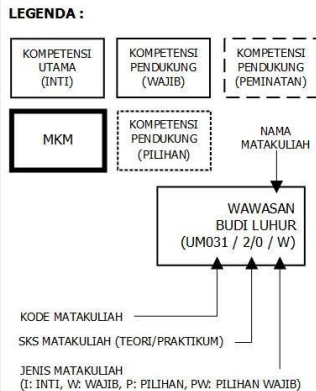 LEGENDA :
KOMPETENSI
UTAMA
(INTI)
KOMPETENSI
PENDUKUNG
(WAJIB)
KOMPETENSI
PENDUKUNG
(PEMINATAN)
MKM
KOMPETENSI
PENDUKUNG
(PILIHAN)
NAMA
MATAKULIAH
WAWASAN
BUDI LUHUR
(UM031 / 2/0 / W)
KODE MATAKULIAH
SKS MATAKULIAH (TEORI/PRAKTIKUM)
JENIS MATAKULIAH
(I: INTI, W: WAJIB, P: PILIHAN, PW: PILIHAN WAJIB)